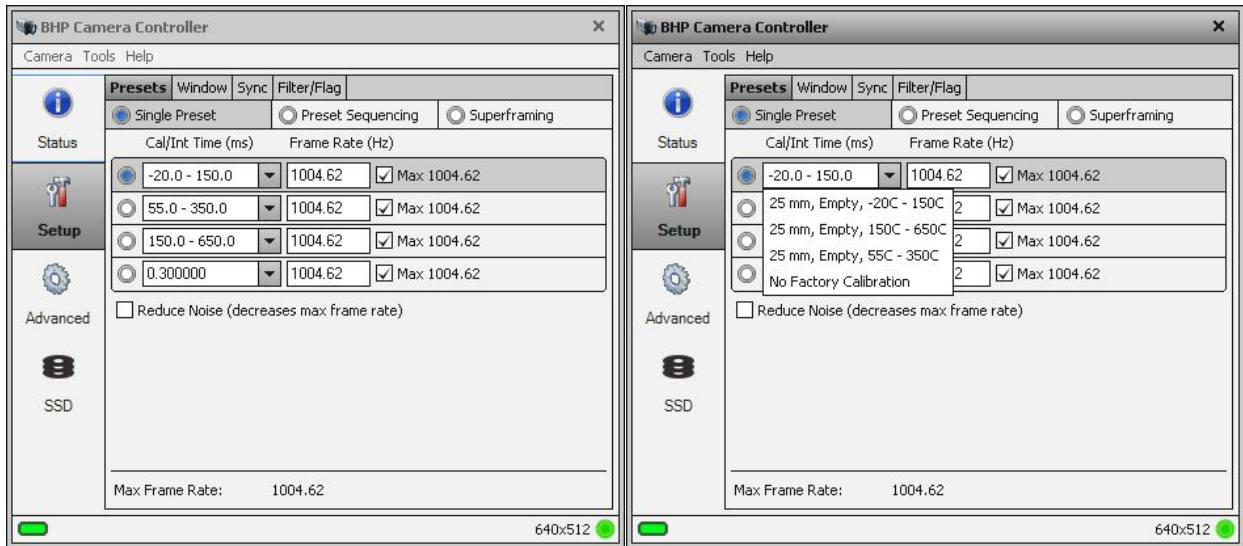 BHP Camera Controller
Camera Tools Help
Presets Window Sync Filter/Flag
Single Preset Preset Sequencing Superframing
Status
Cal/Int Time (ms) Frame Rate (Hz)
-20.0 - 150.0 1004.62 Max 1004.62
55.0 - 350.0 1004.62 Max 1004.62
Setup
150.0 - 650.0 1004.62 Max 1004.62
0.300000 1004.62 Max 1004.62
Reduce Noise (decreases max frame rate)
Advanced
SSD
Max Frame Rate: 1004.62
640x512
BHP Camera Controller
Camera Tools Help
Presets Window Sync Filter/Flag
Single Preset Preset Sequencing Superframing
Status
Cal/Int Time (ms) Frame Rate (Hz)
-20.0 - 150.0 1004.62 Max 1004.62
25 mm, Empty, -20C - 150C 2 Max 1004.62
Setup
25 mm, Empty, 150C - 650C 2 Max 1004.62
25 mm, Empty, 55C - 350C
No Factory Calibration 2 Max 1004.62
Reduce Noise (decreases max frame rate)
Advanced
SSD
Max Frame Rate: 1004.62
640x512